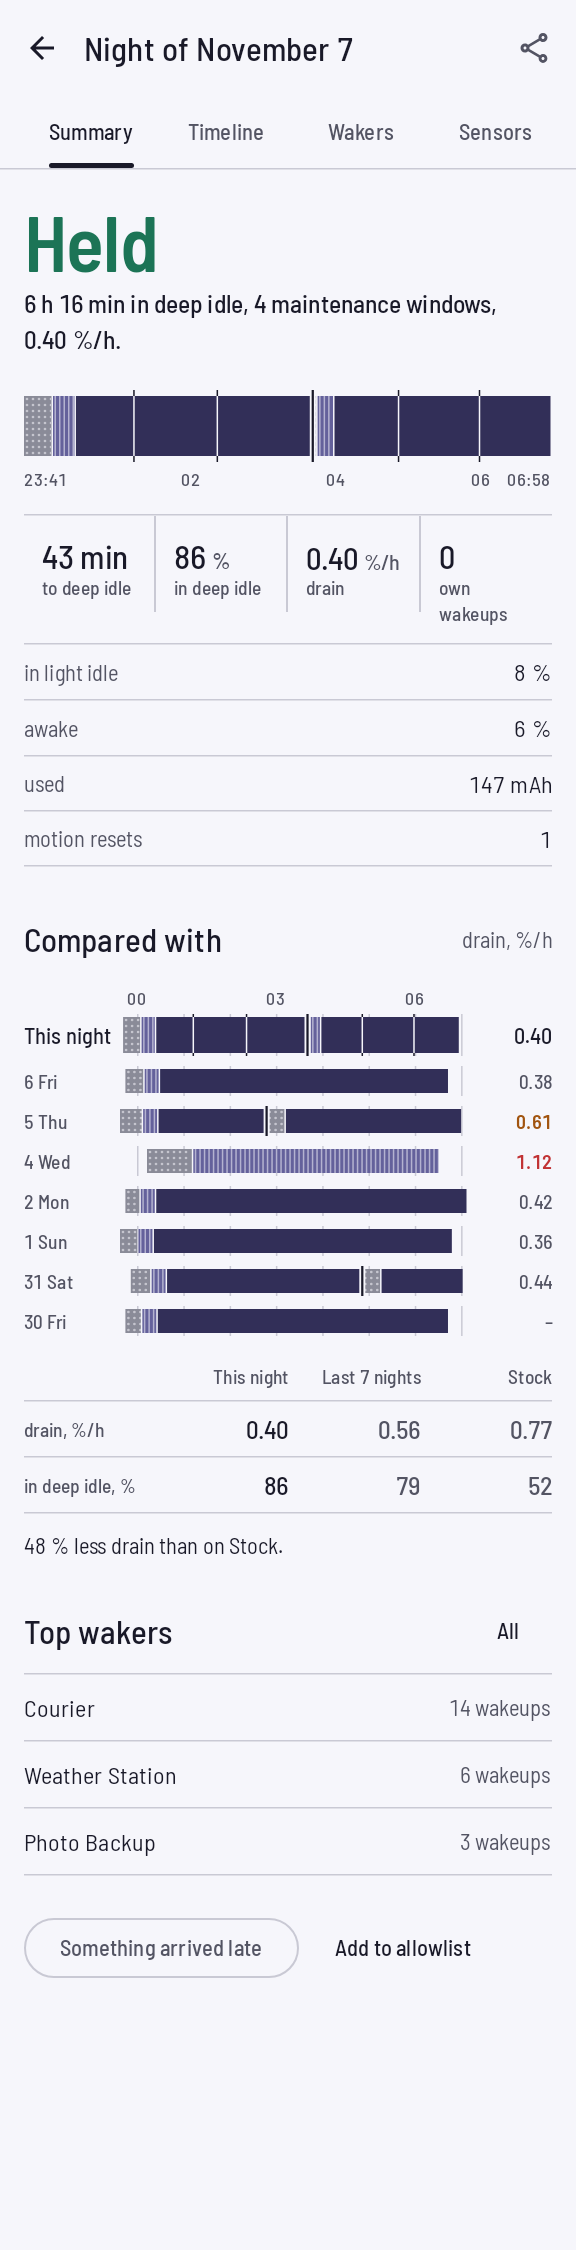 Night of November 7
Summary
Timeline
Wakers
Sensors
Held
6 h 16 min in deep idle, 4 maintenance windows,
0.40 %/h.
23:41 02 04 06 06:58
43 min
to deep idle
86 %
in deep idle
0.40 %/h
drain
0
own
wakeups
in light idle 8 %
awake 6 %
used 147 mAh
motion resets 1
Compared with drain, %/h
00 03 06
This night 0.40
6 Fri 0.38
5 Thu 0.61
4 Wed 1.12
2 Mon 0.42
1 Sun 0.36
31 Sat 0.44
30 Fri –
This night Last 7 nights Stock
drain, %/h 0.40 0.56 0.77
in deep idle, % 86 79 52
48 % less drain than on Stock.
Top wakers All
Courier 14 wakeups
Weather Station 6 wakeups
Photo Backup 3 wakeups
Something arrived late
Add to allowlist